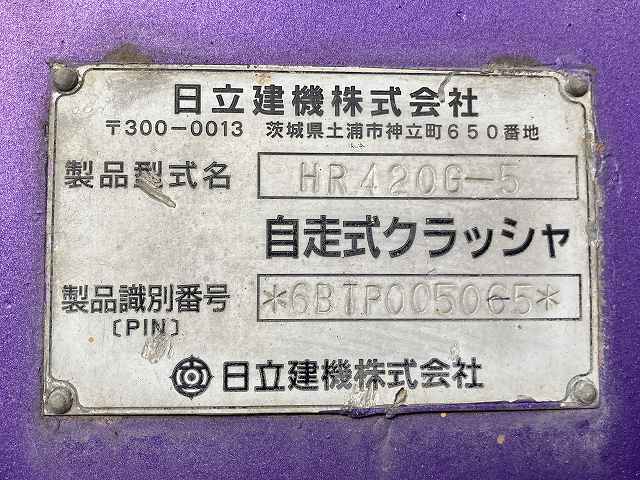 日立建機株式会社
〒300-0013 茨城県土浦市神立町650番地
製品型式名 HR420G-5
自走式クラッシャ
製品識別番号 *6BTP005065*
〔PIN〕
日立建機株式会社